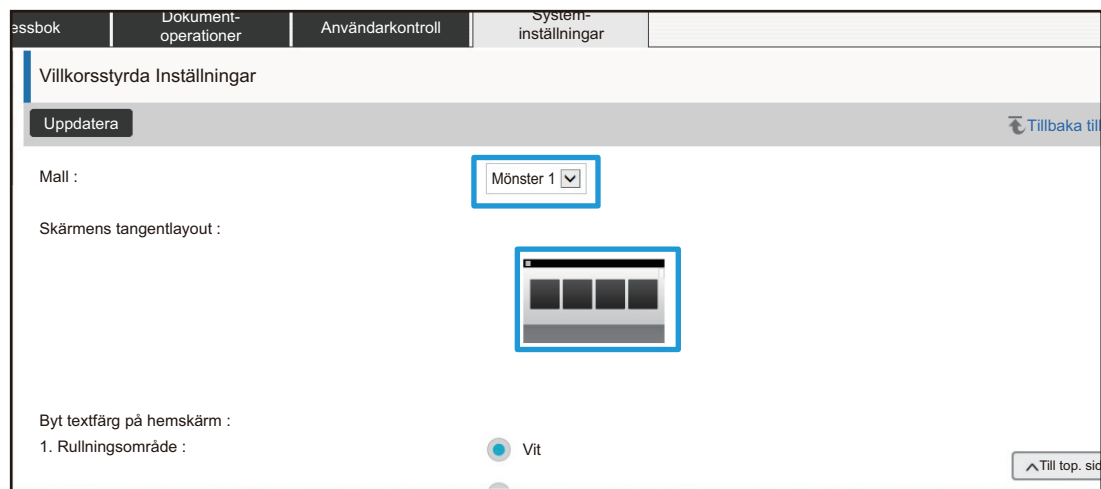 essbok
Dokument-
operationer
Användarkontroll
System-
inställningar
Villkorsstyrda Inställningar
Uppdatera
Tillbaka till
Mall :
Mönster 1
Skärmens tangentlayout :
Byt textfärg på hemskärm :
1. Rullningsområde :
Vit
Till top. sid